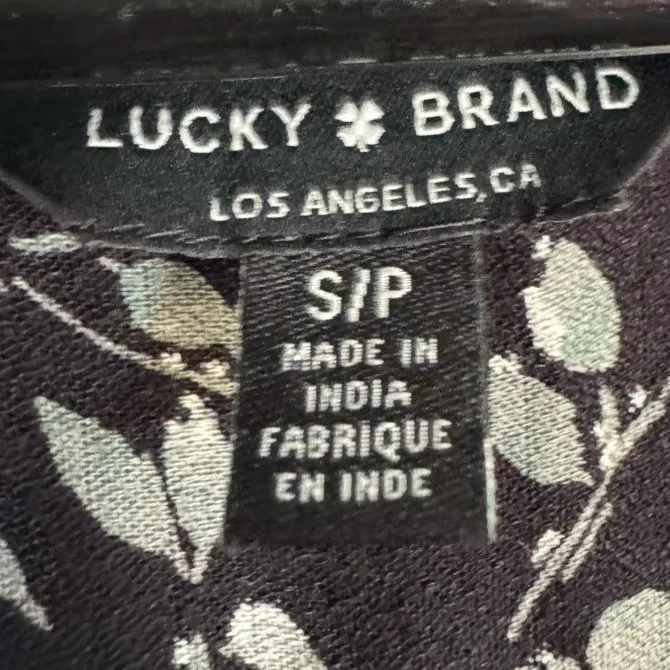 LUCKY BRAND
LOS ANGELES, CA
S/P
MADE IN
INDIA
FABRIQUE
EN INDE